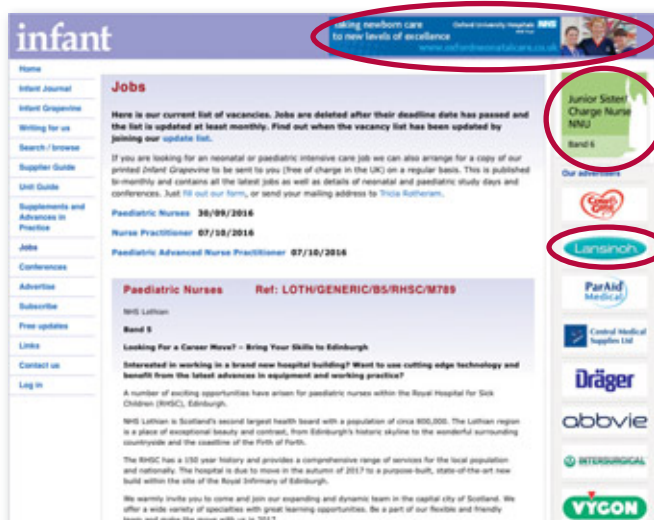 infant
taking newborn care
to new levels of excellence
Oxford University Hospitals NHS
www.oxfordneonatalcare.co.uk
Home
Infant Journal
Infant Grapevine
Writing for us
Search / browse
Supplier Guide
Unit Guide
Supplements and
Advances in
Practice
Jobs
Conferences
Advertise
Subscribe
Free updates
Links
Contact us
Log in
Jobs
Here is our current list of vacancies. Jobs are deleted after their deadline date has passed and
the list is updated at least monthly. Find out when the vacancy list has been updated by
joining our update list.
If you are looking for an neonatal or paediatric intensive care job we can also arrange for a copy of our
printed Infant Grapevine to be sent to you (free of charge in the UK) on a regular basis. This is published
bi-monthly and contains all the latest jobs as well as details of neonatal and paediatric study days and
conferences. Just fill out our form, or send your mailing address to Tricia Rotheram.
Paediatric Nurses 30/09/2016
Nurse Practitioner 07/10/2016
Paediatric Advanced Nurse Practitioner 07/10/2016
Paediatric Nurses Ref: LOTH/GENERIC/B5/RHSC/M789
NHS Lothian
Band 5
Looking For a Career Move? – Bring Your Skills to Edinburgh
Interested in working in a brand new hospital building? Want to use cutting edge technology and
benefit from the latest advances in equipment and working practice?
A number of exciting opportunities have arisen for paediatric nurses within the Royal Hospital for Sick
Children (RHSC), Edinburgh.
NHS Lothian is Scotland's second largest health board with a population of circa 800,000. The Lothian region
is a place of exceptional beauty and contrast, from Edinburgh's historic skyline to the wonderful surrounding
countryside and the coastline of the Firth of Forth.
The RHSC has a 150 year history and provides a comprehensive range of services for the local population
and nationally. The hospital is due to move in the autumn of 2017 to a purpose-built, state-of-the-art new
build within the site of the Royal Infirmary of Edinburgh.
We warmly invite you to come and join our expanding and dynamic team in the capital city of Scotland. We
offer a wide variety of specialties with great learning opportunities. Be a part of our flexible and friendly
team and make the move with us in 2017.
Junior Sister/
Charge Nurse
NNU
Band 6
Our advertisers
Cow & Gate
Lansinoh
ParAid
Medical
Central Medical
Supplies Ltd
Dräger
abbvie
INTERSURGICAL
VYGON